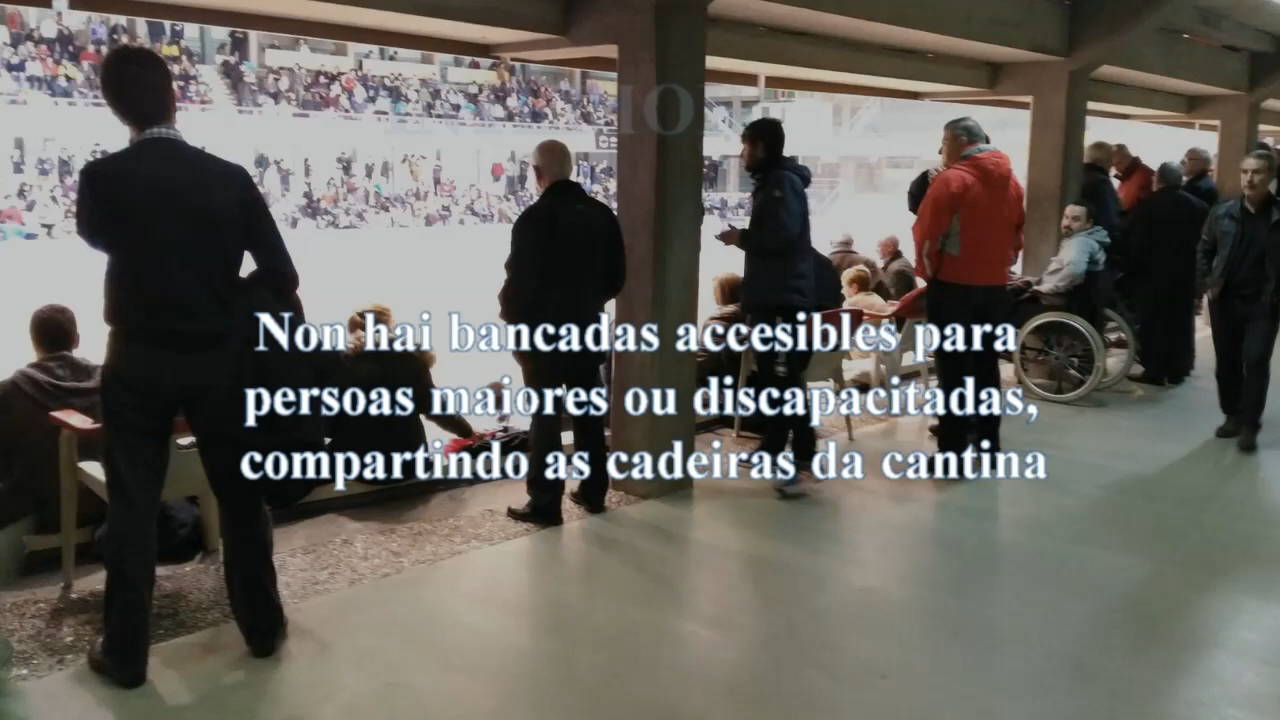 Non hai bancadas accesibles para
persoas maiores ou discapacitadas,
compartindo as cadeiras da cantina